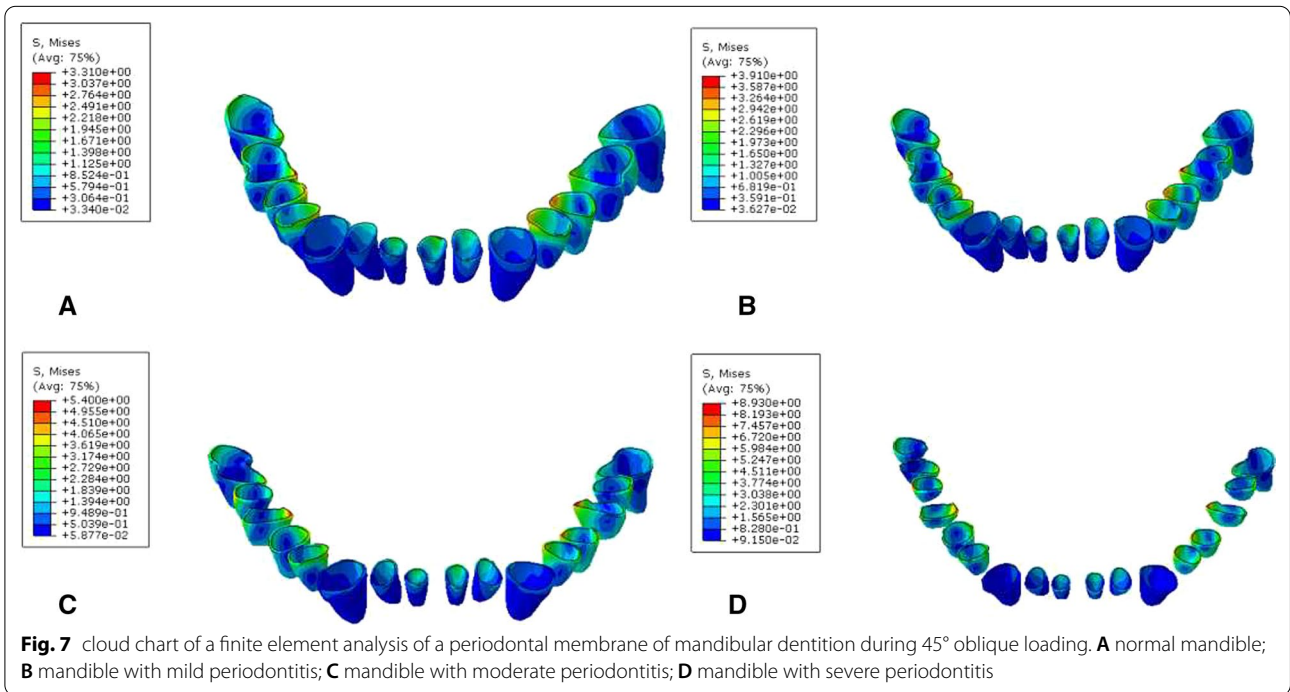 S, Mises
(Avg: 75%)
+3.310e+00
+3.037e+00
+2.764e+00
+2.491e+00
+2.218e+00
+1.945e+00
+1.671e+00
+1.398e+00
+1.125e+00
+8.524e-01
+5.794e-01
+3.064e-01
+3.340e-02
A
S, Mises
(Avg: 75%)
+3.910e+00
+3.587e+00
+3.264e+00
+2.942e+00
+2.619e+00
+2.296e+00
+1.973e+00
+1.650e+00
+1.327e+00
+1.005e+00
+6.819e-01
+3.591e-01
+3.627e-02
B
S, Mises
(Avg: 75%)
+5.400e+00
+4.955e+00
+4.510e+00
+4.065e+00
+3.619e+00
+3.174e+00
+2.729e+00
+2.284e+00
+1.839e+00
+1.394e+00
+9.489e-01
+5.039e-01
+5.877e-02
C
S, Mises
(Avg: 75%)
+8.930e+00
+8.193e+00
+7.457e+00
+6.720e+00
+5.984e+00
+5.247e+00
+4.511e+00
+3.774e+00
+3.038e+00
+2.301e+00
+1.565e+00
+8.280e-01
+9.150e-02
D
Fig. 7 cloud chart of a finite element analysis of a periodontal membrane of mandibular dentition during 45° oblique loading. A normal mandible;
B mandible with mild periodontitis; C mandible with moderate periodontitis; D mandible with severe periodontitis